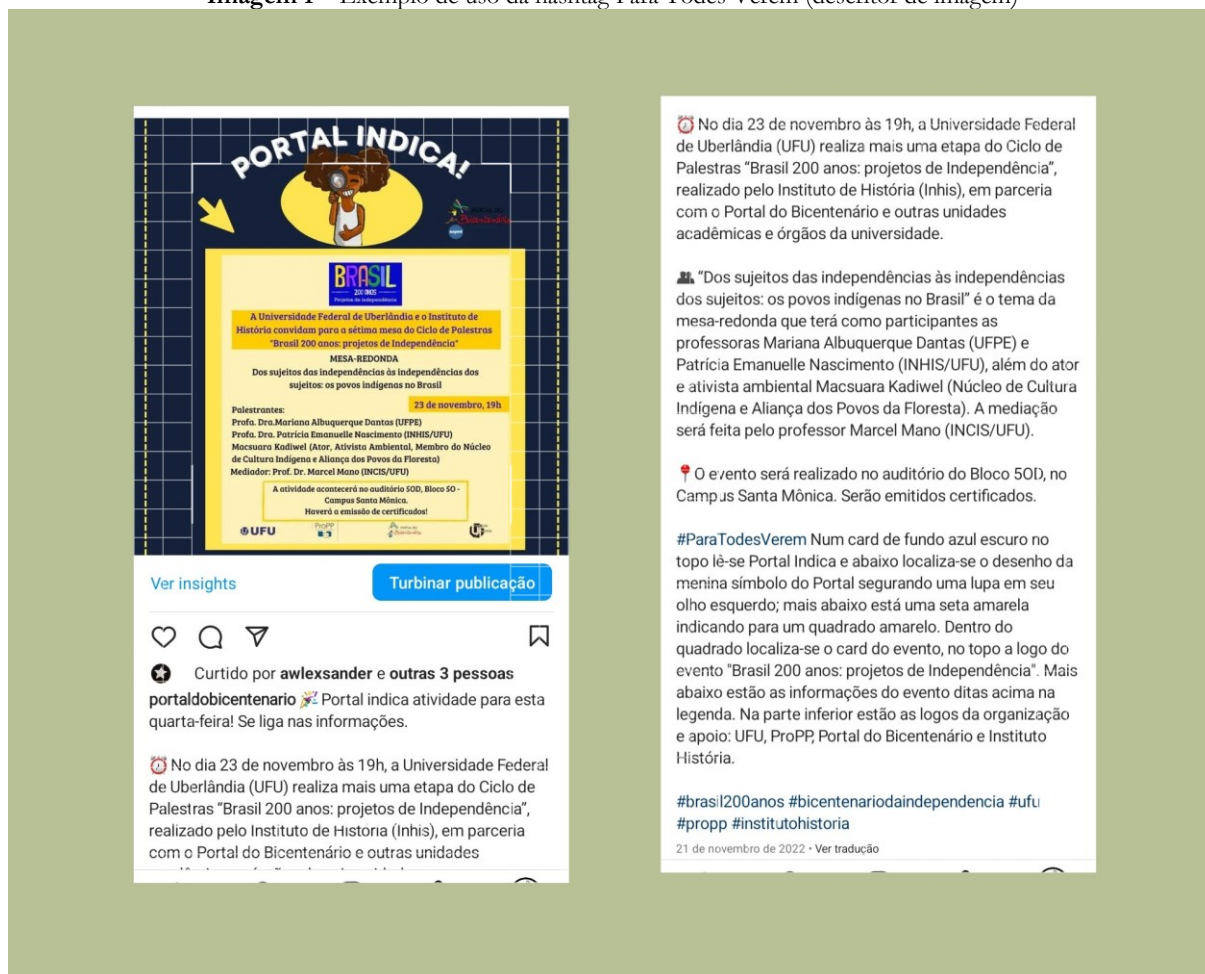 Imagem 1 – Exemplo de uso da hashtag Para Todes Verem (descritor de imagem)
PORTAL INDICA!
BRASIL
200 ANOS
Projetos de independência
A Universidade Federal de Uberlândia e o Instituto de
História convidam para a sétima mesa do Ciclo de Palestras
"Brasil 200 anos: projetos de Independência"
MESA-REDONDA
Dos sujeitos das independências às independências dos
sujeitos: os povos indígenas no Brasil
23 de novembro, 19h
Palestrantes:
Profa. Dra.Mariana Albuquerque Dantas (UFPE)
Profa. Dra. Patrícia Emanuelle Nascimento (INHIS/UFU)
Macsuara Kadiwel (Ator, Ativista Ambiental, Membro do Núcleo
de Cultura Indígena e Aliança dos Povos da Floresta)
Mediador: Prof. Dr. Marcel Mano (INCIS/UFU)
A atividade acontecerá no auditório 5OD, Bloco 5O -
Campus Santa Mônica.
Haverá a emissão de certificados!
UFU
ProPP
Bicentenário
Ver insights
Turbinar publicação
Curtido por awlexsander e outras 3 pessoas
portaldobicentenario 🎉 Portal indica atividade para esta
quarta-feira! Se liga nas informações.
⏰ No dia 23 de novembro às 19h, a Universidade Federal
de Uberlândia (UFU) realiza mais uma etapa do Ciclo de
Palestras “Brasil 200 anos: projetos de Independência”,
realizado pelo Instituto de História (Inhis), em parceria
com o Portal do Bicentenário e outras unidades
⏰ No dia 23 de novembro às 19h, a Universidade Federal
de Uberlândia (UFU) realiza mais uma etapa do Ciclo de
Palestras “Brasil 200 anos: projetos de Independência”,
realizado pelo Instituto de História (Inhis), em parceria
com o Portal do Bicentenário e outras unidades
acadêmicas e órgãos da universidade.
👥 “Dos sujeitos das independências às independências
dos sujeitos: os povos indígenas no Brasil” é o tema da
mesa-redonda que terá como participantes as
professoras Mariana Albuquerque Dantas (UFPE) e
Patrícia Emanuelle Nascimento (INHIS/UFU), além do ator
e ativista ambiental Macsuara Kadiwel (Núcleo de Cultura
Indígena e Aliança dos Povos da Floresta). A mediação
será feita pelo professor Marcel Mano (INCIS/UFU).
📍O evento será realizado no auditório do Bloco 5OD, no
Campus Santa Mônica. Serão emitidos certificados.
#ParaTodesVerem Num card de fundo azul escuro no
topo lê-se Portal Indica e abaixo localiza-se o desenho da
menina símbolo do Portal segurando uma lupa em seu
olho esquerdo; mais abaixo está uma seta amarela
indicando para um quadrado amarelo. Dentro do
quadrado localiza-se o card do evento, no topo a logo do
evento "Brasil 200 anos: projetos de Independência". Mais
abaixo estão as informações do evento ditas acima na
legenda. Na parte inferior estão as logos da organização
e apoio: UFU, ProPP, Portal do Bicentenário e Instituto
História.
#brasil200anos #bicentenariodaindependencia #ufu
#propp #institutohistoria
21 de novembro de 2022 • Ver tradução